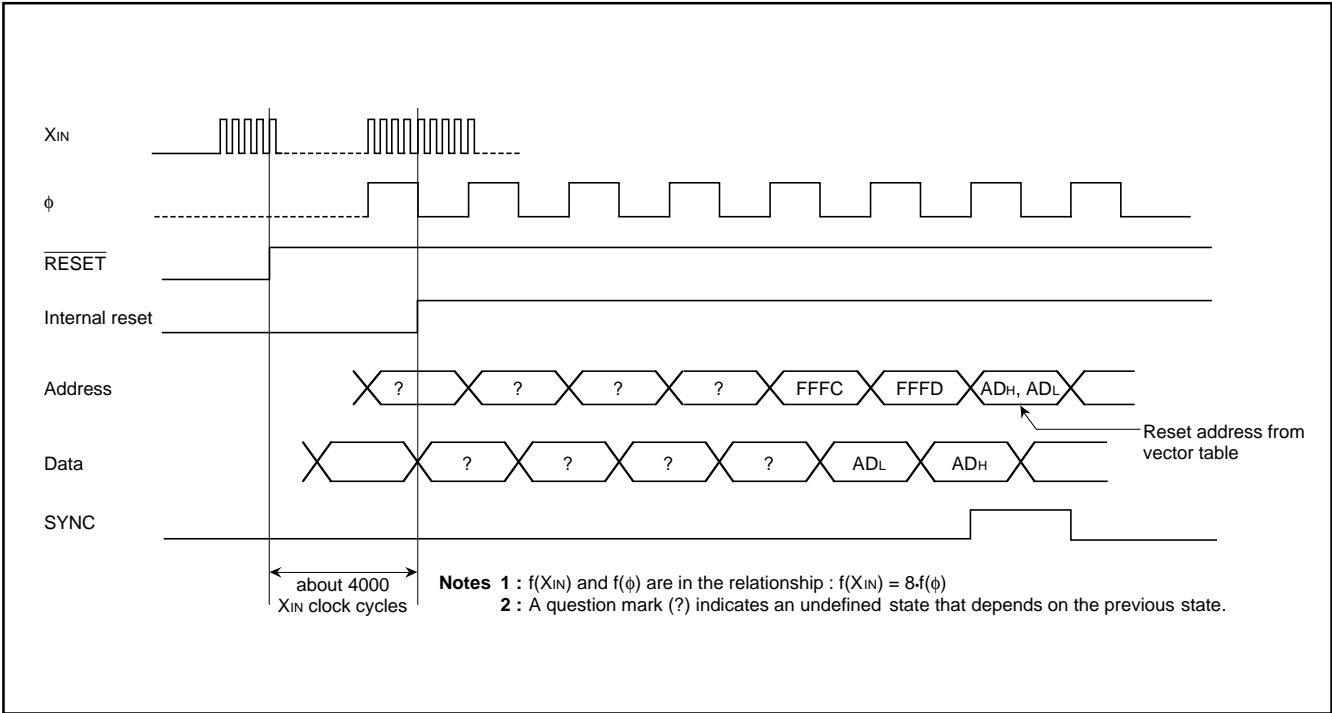 XIN
ϕ
RESET
Internal reset
Address
? ? ? ? FFFC FFFD ADH, ADL
Reset address from
vector table
Data
? ? ? ? ADL ADH
SYNC
about 4000
XIN clock cycles
Notes 1 : f(XIN) and f(ϕ) are in the relationship : f(XIN) = 8•f(ϕ)
2 : A question mark (?) indicates an undefined state that depends on the previous state.